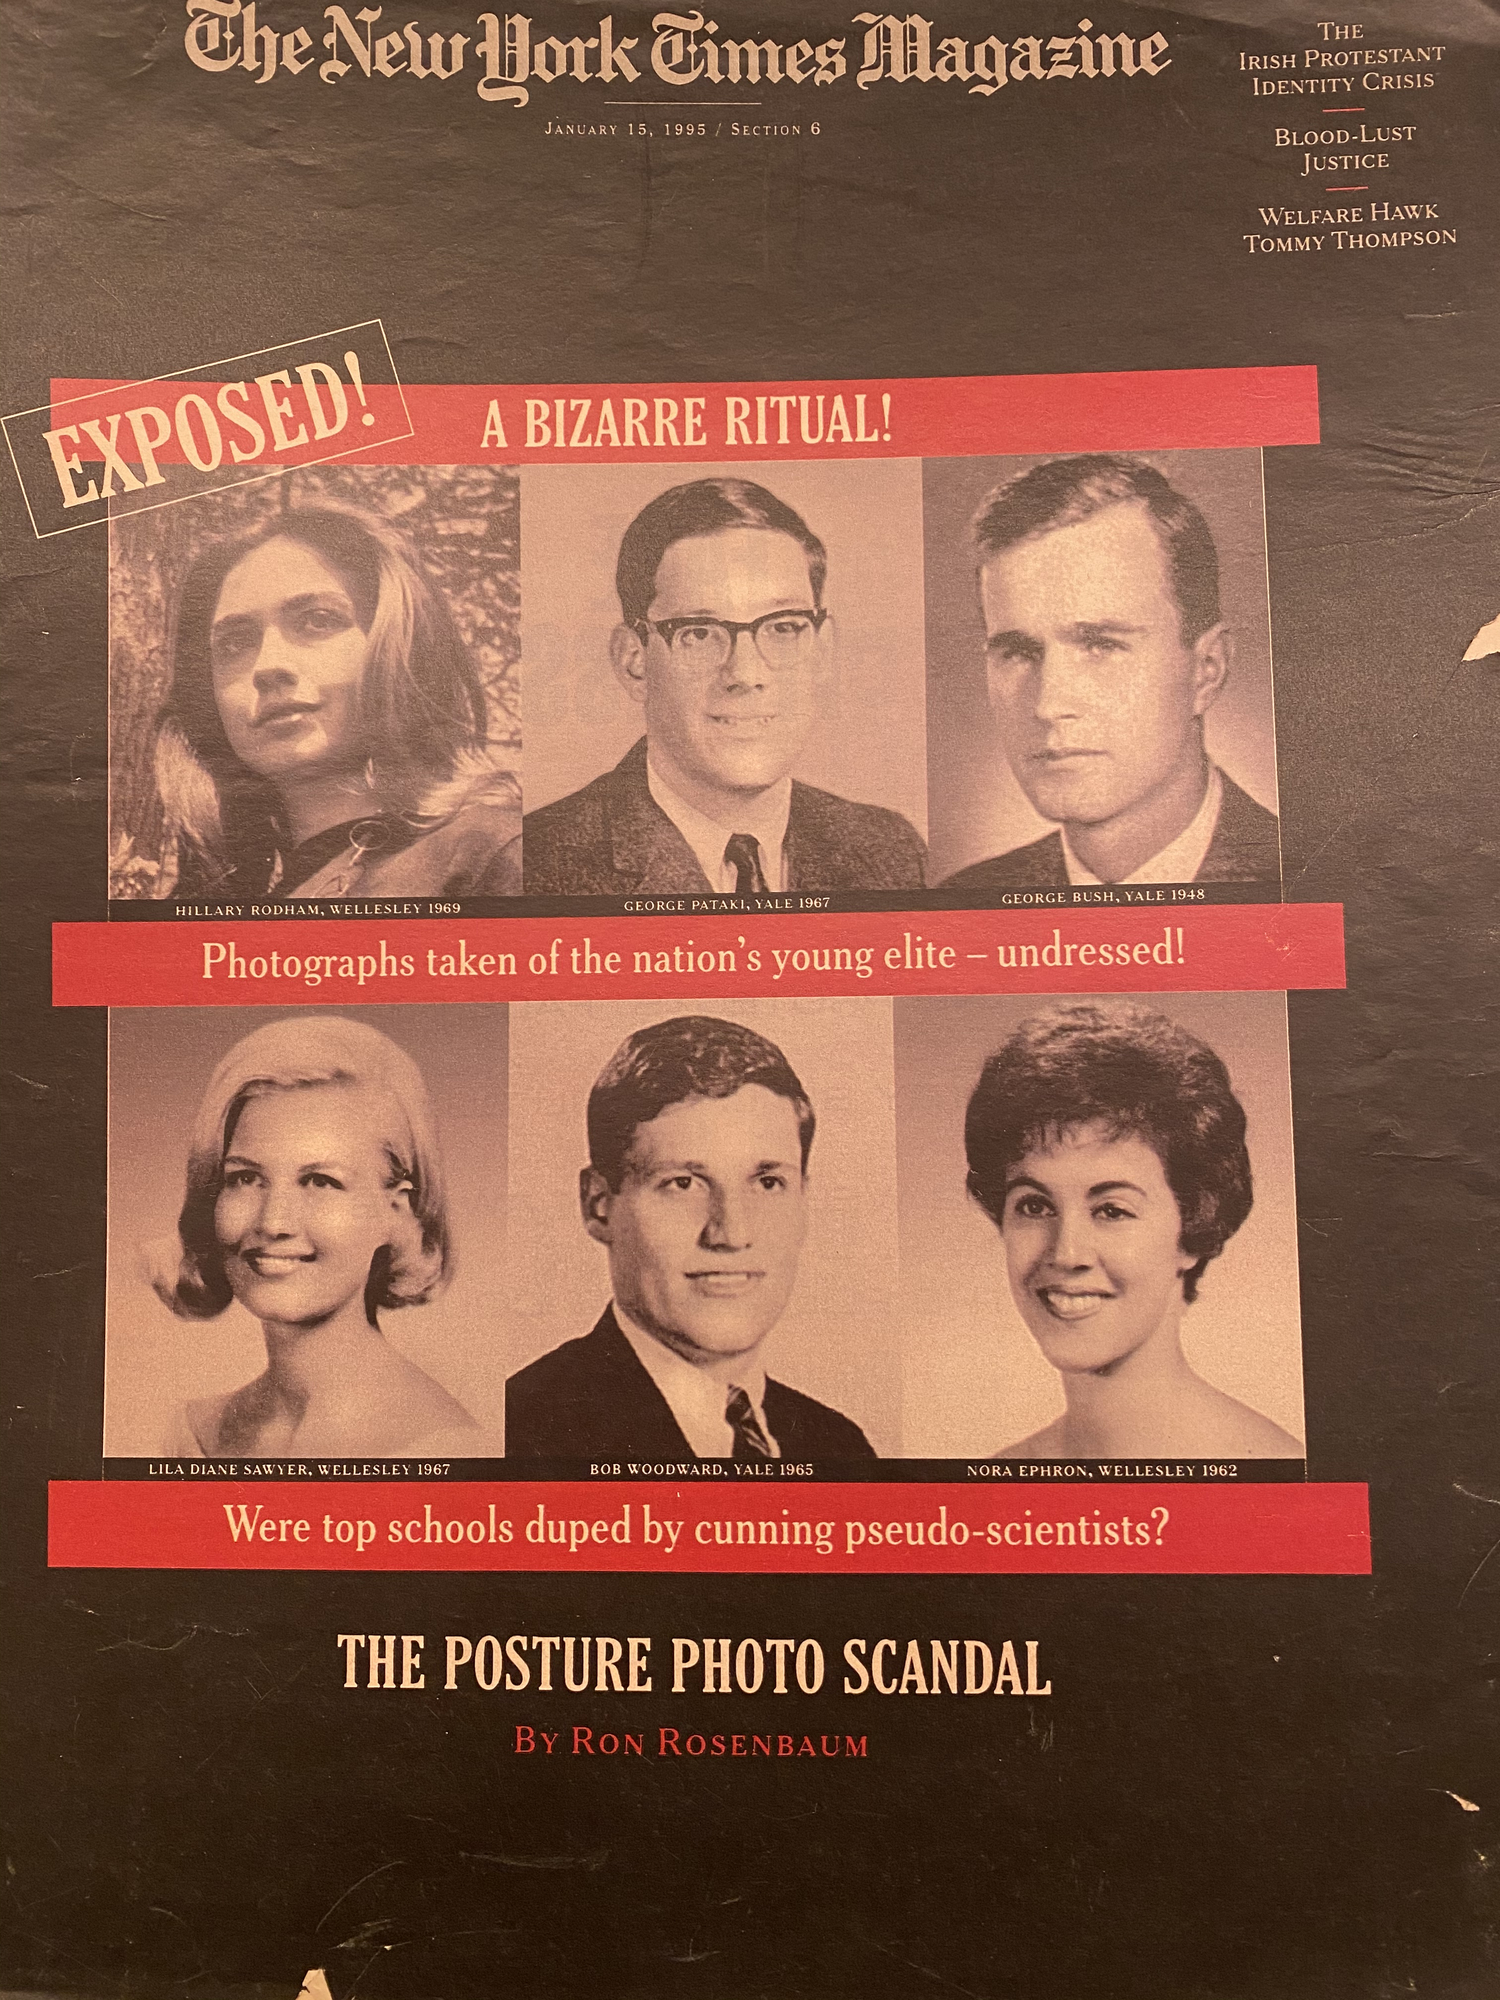 The New York Times Magazine
JANUARY 15, 1995 / SECTION 6
THE
IRISH PROTESTANT
IDENTITY CRISIS
BLOOD-LUST
JUSTICE
WELFARE HAWK
TOMMY THOMPSON
EXPOSED!
A BIZARRE RITUAL!
HILLARY RODHAM, WELLESLEY 1969
GEORGE PATAKI, YALE 1967
GEORGE BUSH, YALE 1948
Photographs taken of the nation's young elite – undressed!
LILA DIANE SAWYER, WELLESLEY 1967
BOB WOODWARD, YALE 1965
NORA EPHRON, WELLESLEY 1962
Were top schools duped by cunning pseudo-scientists?
THE POSTURE PHOTO SCANDAL
BY RON ROSENBAUM